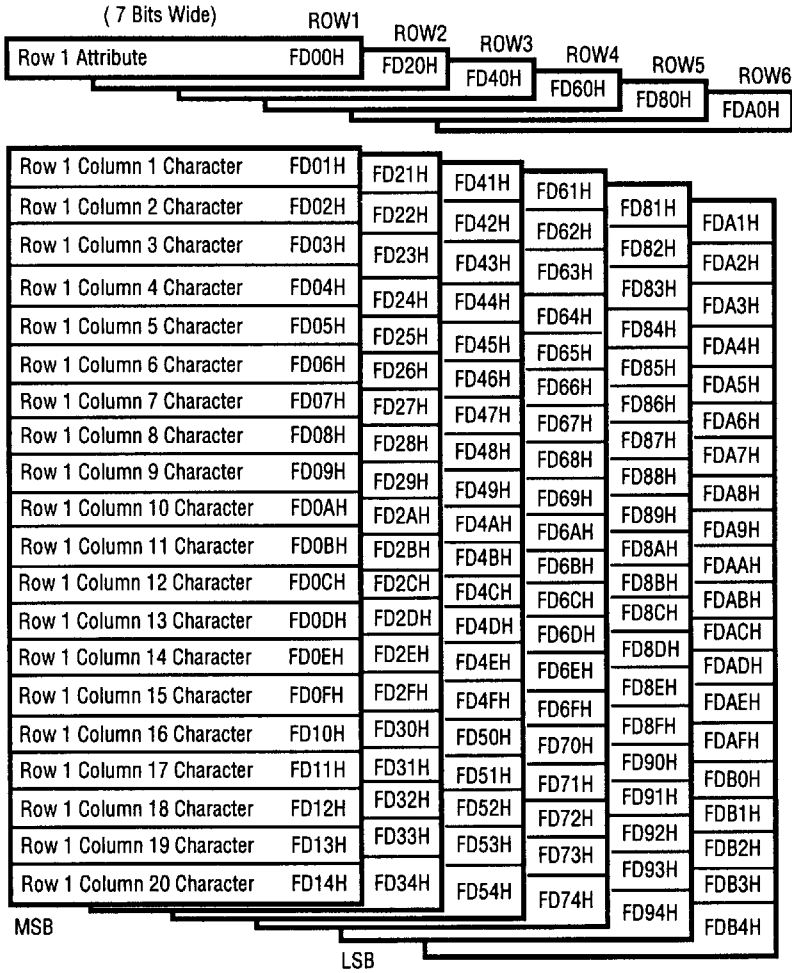 ( 7 Bits Wide)
ROW1
ROW2
ROW3
ROW4
ROW5
ROW6
Row 1 Attribute FD00H
FD20H
FD40H
FD60H
FD80H
FDA0H
Row 1 Column 1 Character FD01H FD21H FD41H FD61H FD81H FDA1H
Row 1 Column 2 Character FD02H FD22H FD42H FD62H FD82H FDA2H
Row 1 Column 3 Character FD03H FD23H FD43H FD63H FD83H FDA3H
Row 1 Column 4 Character FD04H FD24H FD44H FD64H FD84H FDA4H
Row 1 Column 5 Character FD05H FD25H FD45H FD65H FD85H FDA5H
Row 1 Column 6 Character FD06H FD26H FD46H FD66H FD86H FDA6H
Row 1 Column 7 Character FD07H FD27H FD47H FD67H FD87H FDA7H
Row 1 Column 8 Character FD08H FD28H FD48H FD68H FD88H FDA8H
Row 1 Column 9 Character FD09H FD29H FD49H FD69H FD89H FDA9H
Row 1 Column 10 Character FD0AH FD2AH FD4AH FD6AH FD8AH FDAAH
Row 1 Column 11 Character FD0BH FD2BH FD4BH FD6BH FD8BH FDABH
Row 1 Column 12 Character FD0CH FD2CH FD4CH FD6CH FD8CH FDACH
Row 1 Column 13 Character FD0DH FD2DH FD4DH FD6DH FD8DH FDADH
Row 1 Column 14 Character FD0EH FD2EH FD4EH FD6EH FD8EH FDAEH
Row 1 Column 15 Character FD0FH FD2FH FD4FH FD6FH FD8FH FDAFH
Row 1 Column 16 Character FD10H FD30H FD50H FD70H FD90H FDB0H
Row 1 Column 17 Character FD11H FD31H FD51H FD71H FD91H FDB1H
Row 1 Column 18 Character FD12H FD32H FD52H FD72H FD92H FDB2H
Row 1 Column 19 Character FD13H FD33H FD53H FD73H FD93H FDB3H
Row 1 Column 20 Character FD14H FD34H FD54H FD74H FD94H FDB4H
MSB
LSB